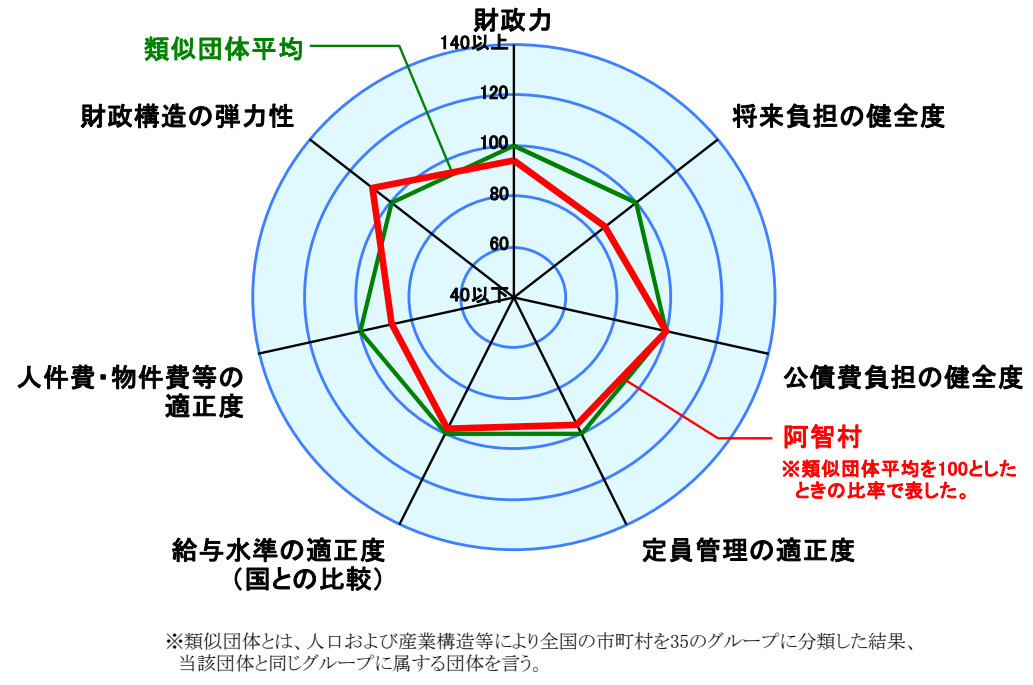 財政力
140以上
類似団体平均
120
財政構造の弾力性
将来負担の健全度
100
80
60
40以下
人件費・物件費等の
適正度
公債費負担の健全度
阿智村
※類似団体平均を100とした
ときの比率で表した。
給与水準の適正度
（国との比較）
定員管理の適正度
※類似団体とは、人口および産業構造等により全国の市町村を35のグループに分類した結果、
当該団体と同じグループに属する団体を言う。